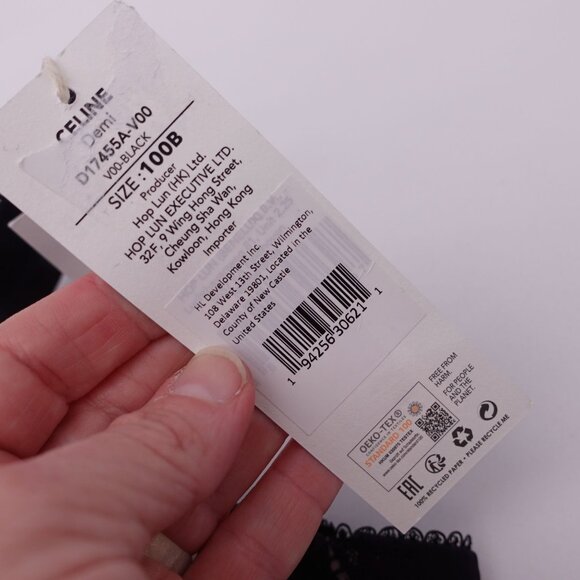 CELINE
Demi
D17455A-V00
V00-BLACK
SIZE : 100B
Producer
Hop Lun (HK) Ltd.
HOP LUN EXECUTIVE LTD.
32F, 9 Wing Hong Street,
Cheung Sha Wan,
Kowloon, Hong Kong
Importer
HL Development Inc.
108 West 13th Street, Wilmington,
Delaware 19801, Located in the
County of New Castle
United States
1 94256 30621 1
OEKO-TEX®
STANDARD 100
FREE FROM
HARM.
FOR PEOPLE
AND THE
PLANET.
EAC
100% RECYCLED PAPER • PLEASE RECYCLE ME